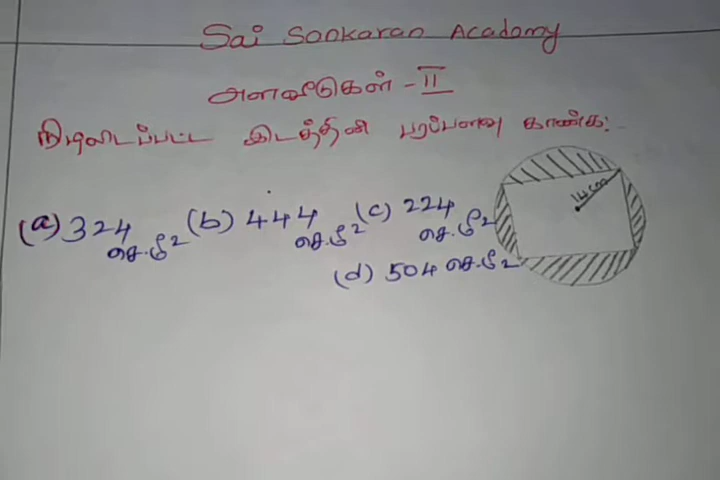 Sai Sankaran Academy
அளவீடுகள் - II
நிழலிடப்பட்ட இடத்தின் பரப்பளவு காண்க:
(a) 324 செ.மீ2 (b) 444 செ.மீ2 (c) 224 செ.மீ2
(d) 504 செ.மீ2
14 cm